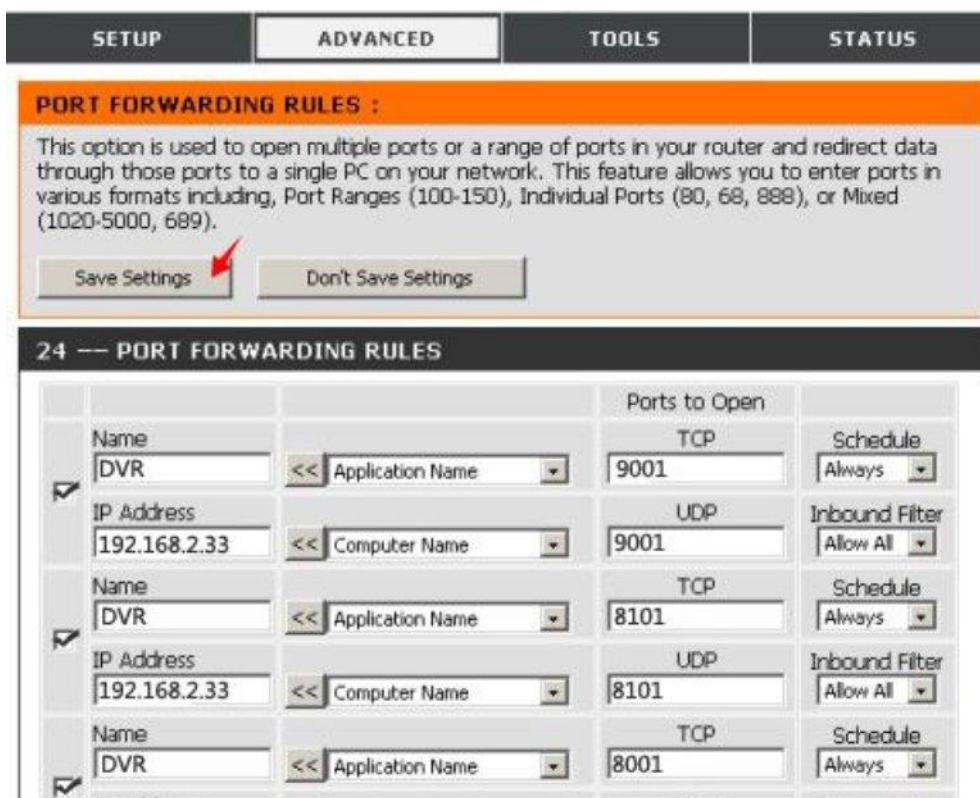 SETUP ADVANCED TOOLS STATUS
PORT FORWARDING RULES :
This option is used to open multiple ports or a range of ports in your router and redirect data
through those ports to a single PC on your network. This feature allows you to enter ports in
various formats including, Port Ranges (100-150), Individual Ports (80, 68, 888), or Mixed
(1020-5000, 689).
Save Settings Don't Save Settings
24 –– PORT FORWARDING RULES
Ports to Open
Name TCP Schedule
DVR << Application Name 9001 Always
IP Address UDP Inbound Filter
192.168.2.33 << Computer Name 9001 Allow All
Name TCP Schedule
DVR << Application Name 8101 Always
IP Address UDP Inbound Filter
192.168.2.33 << Computer Name 8101 Allow All
Name TCP Schedule
DVR << Application Name 8001 Always